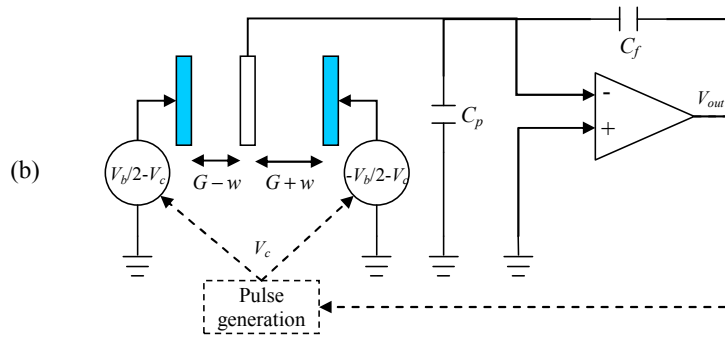 C_f
V_out
-
+
C_p
(b)
V_b/2-V_c
G-w
G+w
-V_b/2-V_c
V_c
Pulse
generation